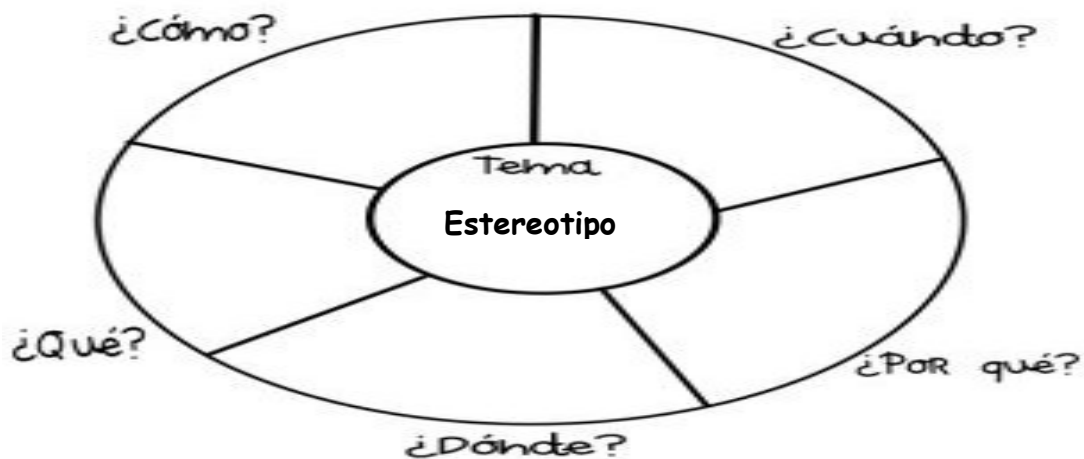 ¿Cómo?
¿Cuándo?
Tema
Estereotipo
¿Qué?
¿Por qué?
¿Dónde?